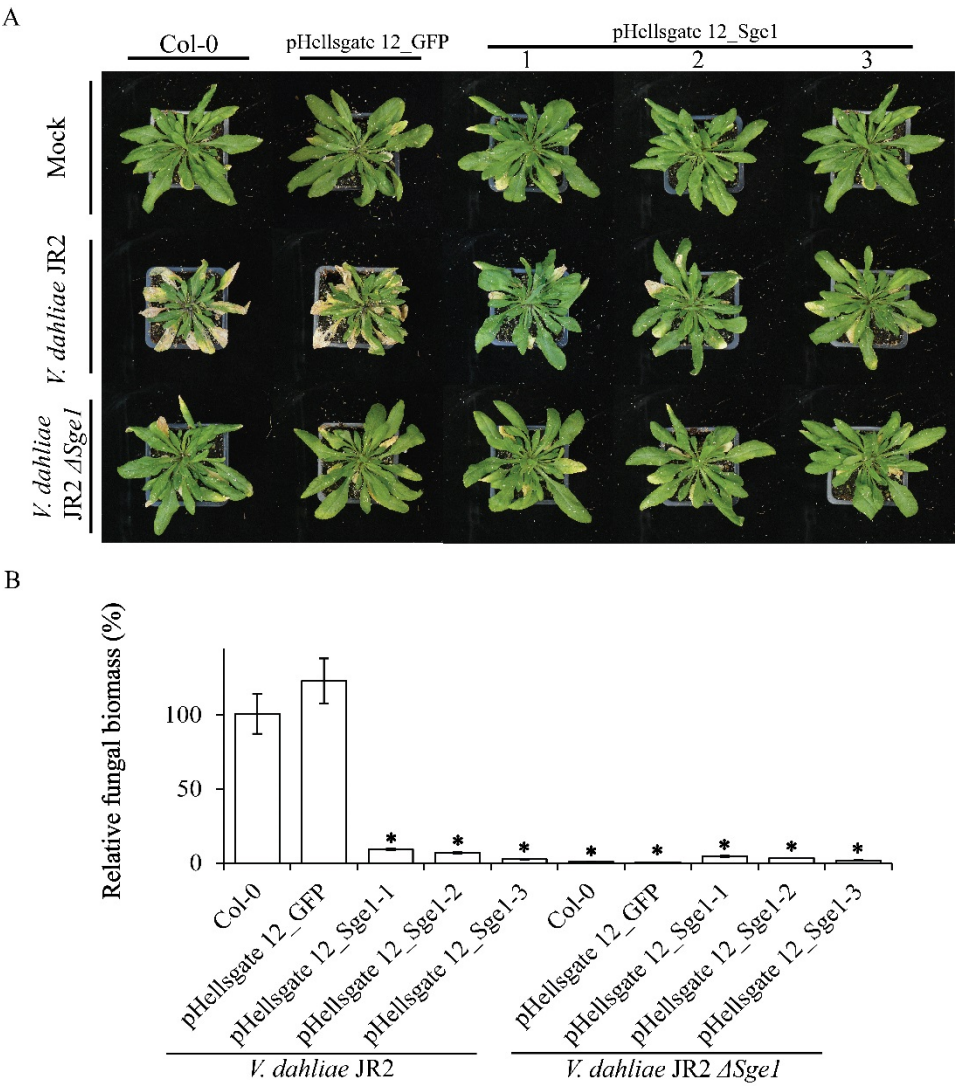 A
Col-0
pHellsgate 12_GFP
pHellsgate 12_Sge1
1 2 3
Mock
V. dahliae JR2
V. dahliae
JR2 ΔSge1
B
Relative fungal biomass (%)
100
50
0
* * * * * * * *
Col-0
pHellsgate 12_GFP
pHellsgate 12_Sge1-1
pHellsgate 12_Sge1-2
pHellsgate 12_Sge1-3
Col-0
pHellsgate 12_GFP
pHellsgate 12_Sge1-1
pHellsgate 12_Sge1-2
pHellsgate 12_Sge1-3
V. dahliae JR2
V. dahliae JR2 ΔSge1